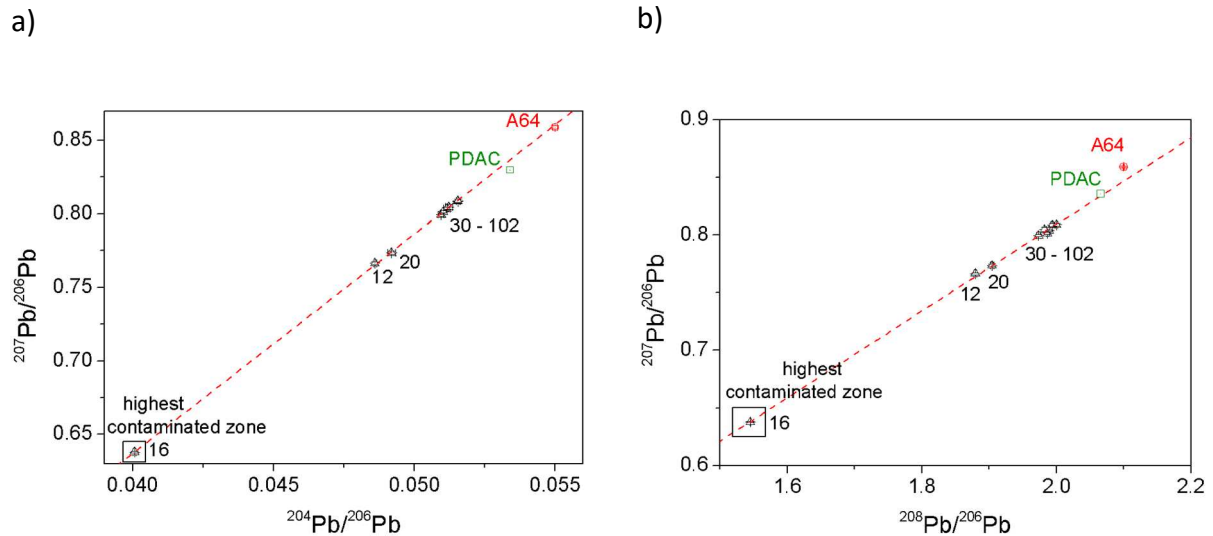 a)
0.85
0.80
0.75
0.70
0.65
0.040
0.045
0.050
0.055
²⁰⁷Pb/²⁰⁶Pb
²⁰⁴Pb/²⁰⁶Pb
A64
PDAC
30 - 102
20
12
highest
contaminated zone
16
b)
0.9
0.8
0.7
0.6
1.6
1.8
2.0
2.2
²⁰⁷Pb/²⁰⁶Pb
²⁰⁸Pb/²⁰⁶Pb
A64
PDAC
30 - 102
20
12
highest
contaminated zone
16